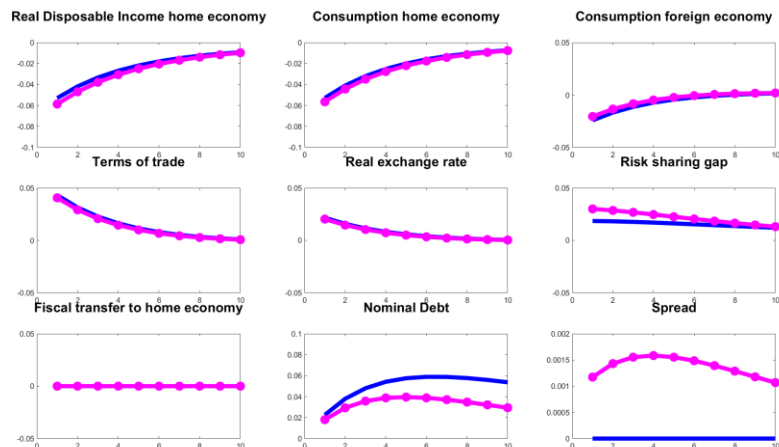 Real Disposable Income home economy
Consumption home economy
Consumption foreign economy
0
-0.02
-0.04
-0.06
-0.08
-0.1
0 2 4 6 8 10
0
-0.02
-0.04
-0.06
-0.08
-0.1
0 2 4 6 8 10
0.05
0
-0.05
0 2 4 6 8 10
Terms of trade
Real exchange rate
Risk sharing gap
0.05
0
-0.05
0 2 4 6 8 10
0.05
0
-0.05
0 2 4 6 8 10
0.05
0
-0.05
0 2 4 6 8 10
Fiscal transfer to home economy
Nominal Debt
Spread
0.05
0
-0.05
0 2 4 6 8 10
0.1
0.08
0.06
0.04
0.02
0
0 2 4 6 8 10
0.002
0.0015
0.001
0.0005
0
0 2 4 6 8 10